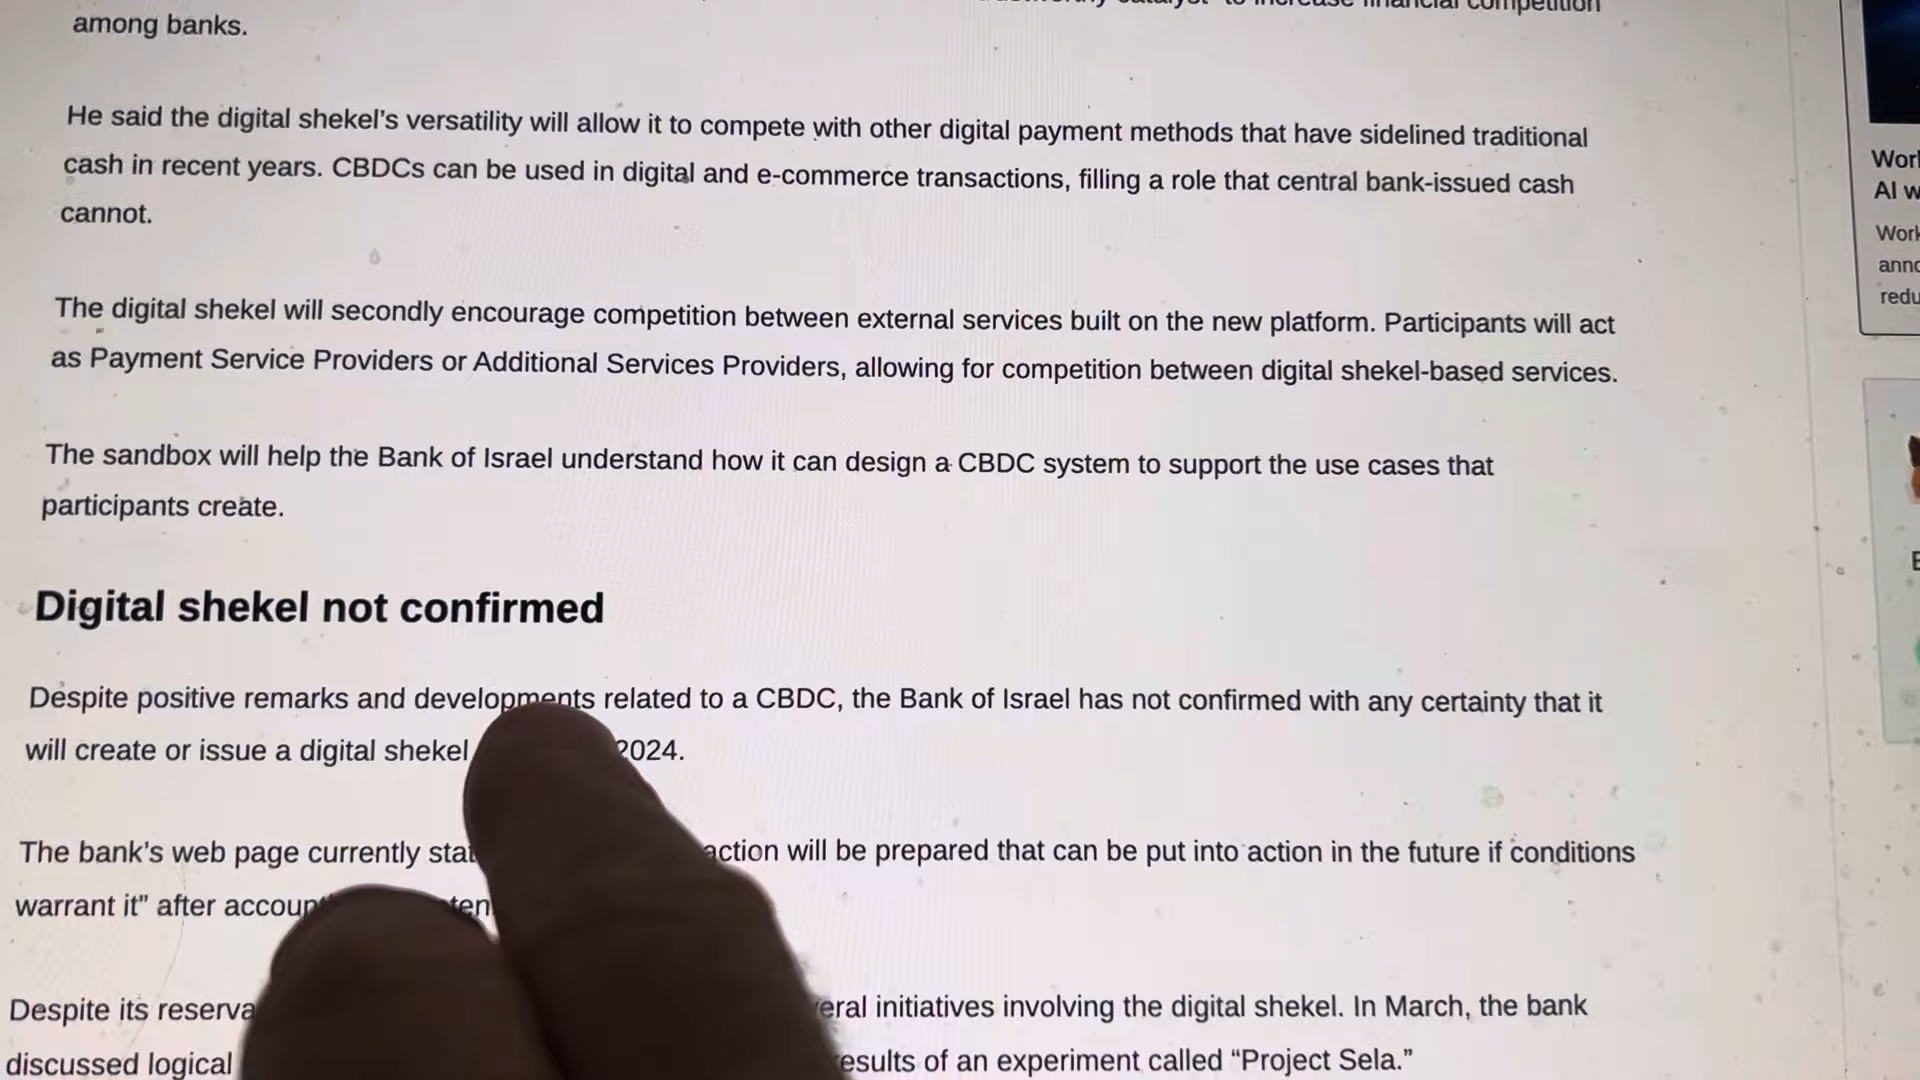 to increase financial competition
among banks.
He said the digital shekel's versatility will allow it to compete with other digital payment methods that have sidelined traditional
cash in recent years. CBDCs can be used in digital and e-commerce transactions, filling a role that central bank-issued cash
cannot.
The digital shekel will secondly encourage competition between external services built on the new platform. Participants will act
as Payment Service Providers or Additional Services Providers, allowing for competition between digital shekel-based services.
The sandbox will help the Bank of Israel understand how it can design a CBDC system to support the use cases that
participants create.
Digital shekel not confirmed
Despite positive remarks and developments related to a CBDC, the Bank of Israel has not confirmed with any certainty that it
will create or issue a digital shekel 2024.
The bank's web page currently action will be prepared that can be put into action in the future if conditions
warrant it” after
Despite its initiatives involving the digital shekel. In March, the bank
discussed logical of an experiment called “Project Sela.”
AI